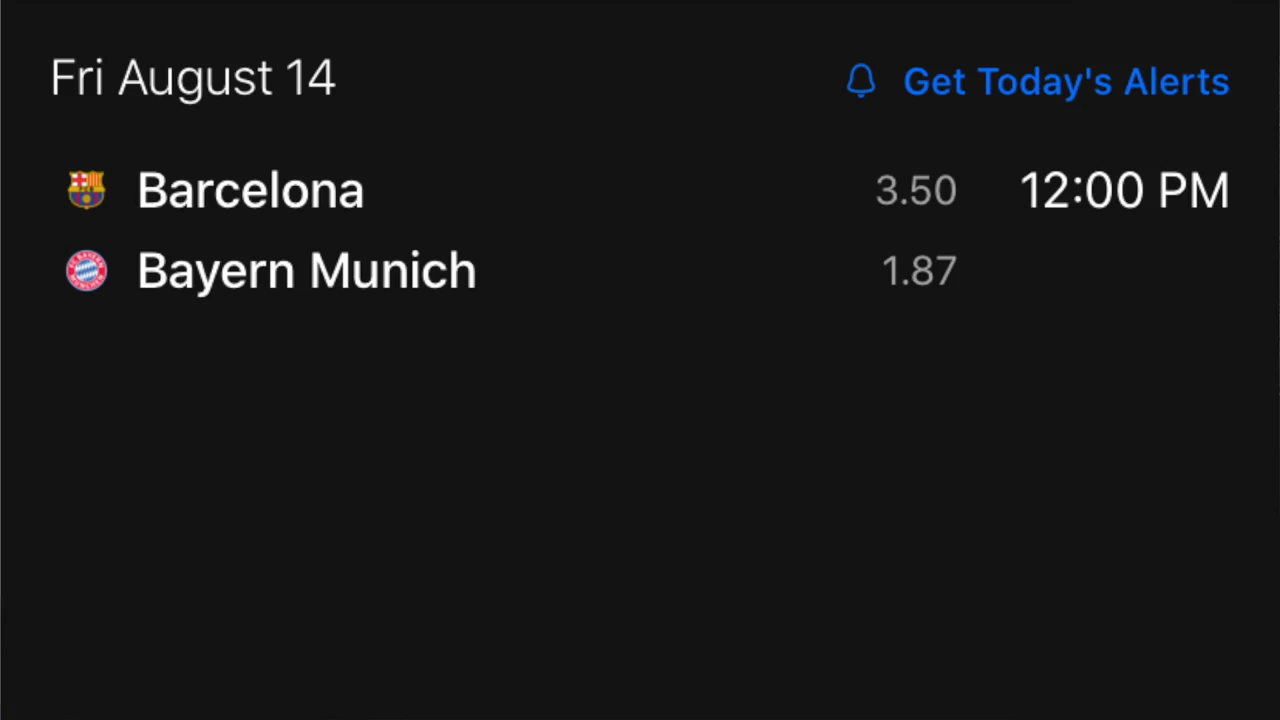 Fri August 14 Get Today's Alerts
Barcelona 3.50 12:00 PM
Bayern Munich 1.87